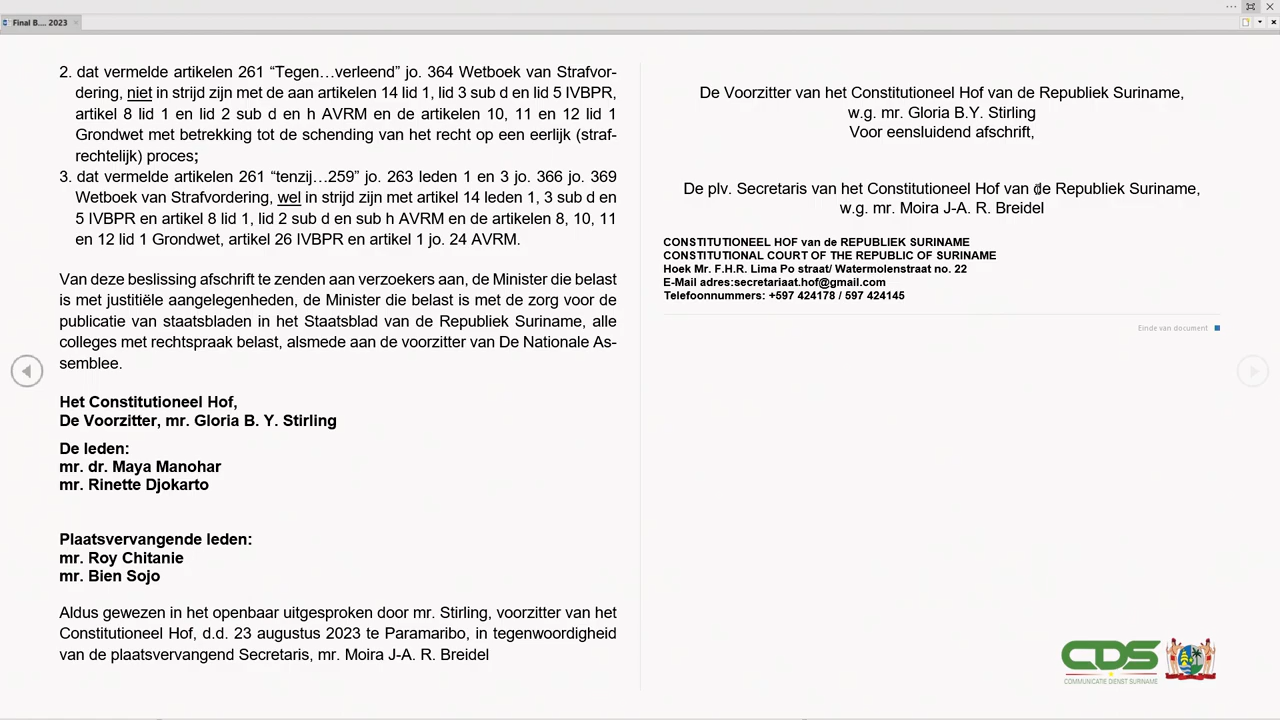 Final B.... 2023
2. dat vermelde artikelen 261 “Tegen…verleend” jo. 364 Wetboek van Strafvor-
dering, niet in strijd zijn met de aan artikelen 14 lid 1, lid 3 sub d en lid 5 IVBPR,
artikel 8 lid 1 en lid 2 sub d en h AVRM en de artikelen 10, 11 en 12 lid 1
Grondwet met betrekking tot de schending van het recht op een eerlijk (straf-
rechtelijk) proces;
3. dat vermelde artikelen 261 “tenzij…259” jo. 263 leden 1 en 3 jo. 366 jo. 369
Wetboek van Strafvordering, wel in strijd zijn met artikel 14 leden 1, 3 sub d en
5 IVBPR en artikel 8 lid 1, lid 2 sub d en sub h AVRM en de artikelen 8, 10, 11
en 12 lid 1 Grondwet, artikel 26 IVBPR en artikel 1 jo. 24 AVRM.
Van deze beslissing afschrift te zenden aan verzoekers aan, de Minister die belast
is met justitiële aangelegenheden, de Minister die belast is met de zorg voor de
publicatie van staatsbladen in het Staatsblad van de Republiek Suriname, alle
colleges met rechtspraak belast, alsmede aan de voorzitter van De Nationale As-
semblee.
Het Constitutioneel Hof,
De Voorzitter, mr. Gloria B. Y. Stirling
De leden:
mr. dr. Maya Manohar
mr. Rinette Djokarto
Plaatsvervangende leden:
mr. Roy Chitanie
mr. Bien Sojo
Aldus gewezen in het openbaar uitgesproken door mr. Stirling, voorzitter van het
Constitutioneel Hof, d.d. 23 augustus 2023 te Paramaribo, in tegenwoordigheid
van de plaatsvervangend Secretaris, mr. Moira J-A. R. Breidel
De Voorzitter van het Constitutioneel Hof van de Republiek Suriname,
w.g. mr. Gloria B.Y. Stirling
Voor eensluidend afschrift,
De plv. Secretaris van het Constitutioneel Hof van de Republiek Suriname,
w.g. mr. Moira J-A. R. Breidel
CONSTITUTIONEEL HOF van de REPUBLIEK SURINAME
CONSTITUTIONAL COURT OF THE REPUBLIC OF SURINAME
Hoek Mr. F.H.R. Lima Po straat/ Watermolenstraat no. 22
E-Mail adres:secretariaat.hof@gmail.com
Telefoonnummers: +597 424178 / 597 424145
Einde van document
CDS
COMMUNICATIE DIENST SURINAME